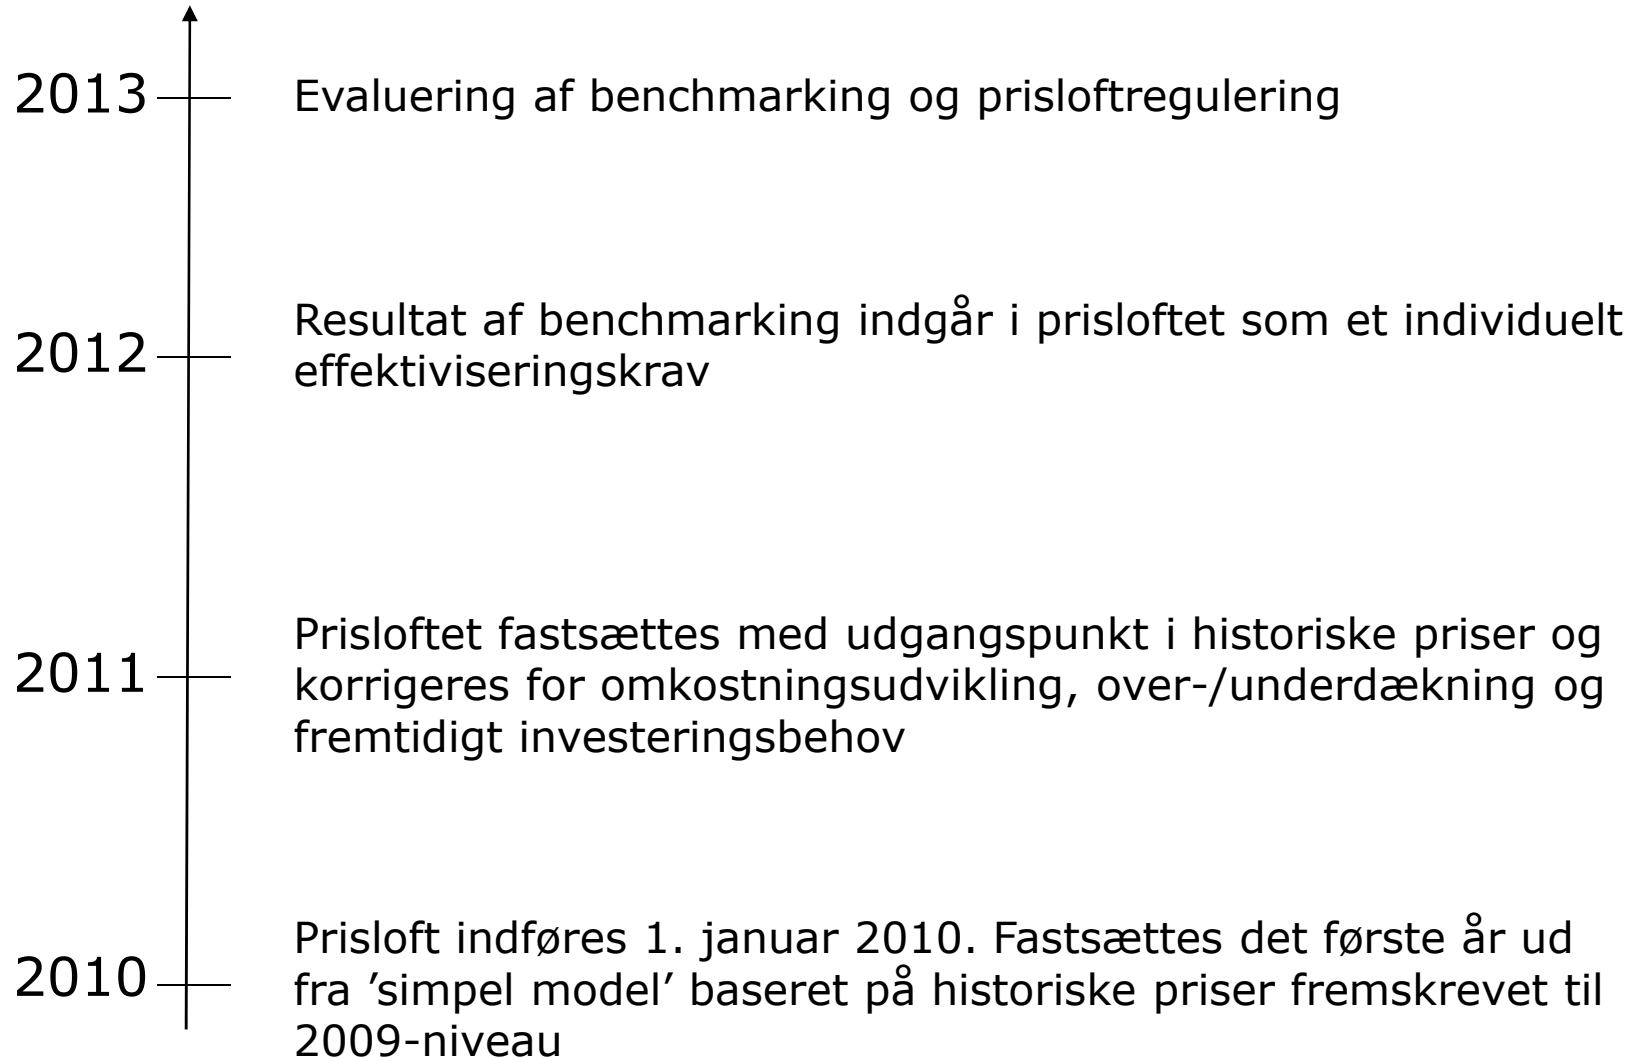 2013
Evaluering af benchmarking og prisloftregulering
2012
Resultat af benchmarking indgår i prisloftet som et individuelt
effektiviseringskrav
2011
Prisloftet fastsættes med udgangspunkt i historiske priser og
korrigeres for omkostningsudvikling, over-/underdækning og
fremtidigt investeringsbehov
2010
Prisloft indføres 1. januar 2010. Fastsættes det første år ud
fra ’simpel model’ baseret på historiske priser fremskrevet til
2009-niveau